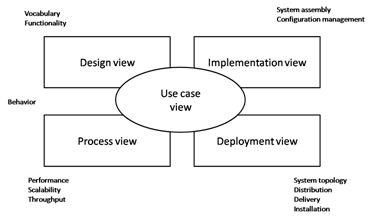 Vocabulary
Functionality
System assembly
Configuration management
Design view
Implementation view
Use case
view
Behavior
Process view
Deployment view
Performance
Scalability
Throughput
System topology
Distribution
Delivery
Installation